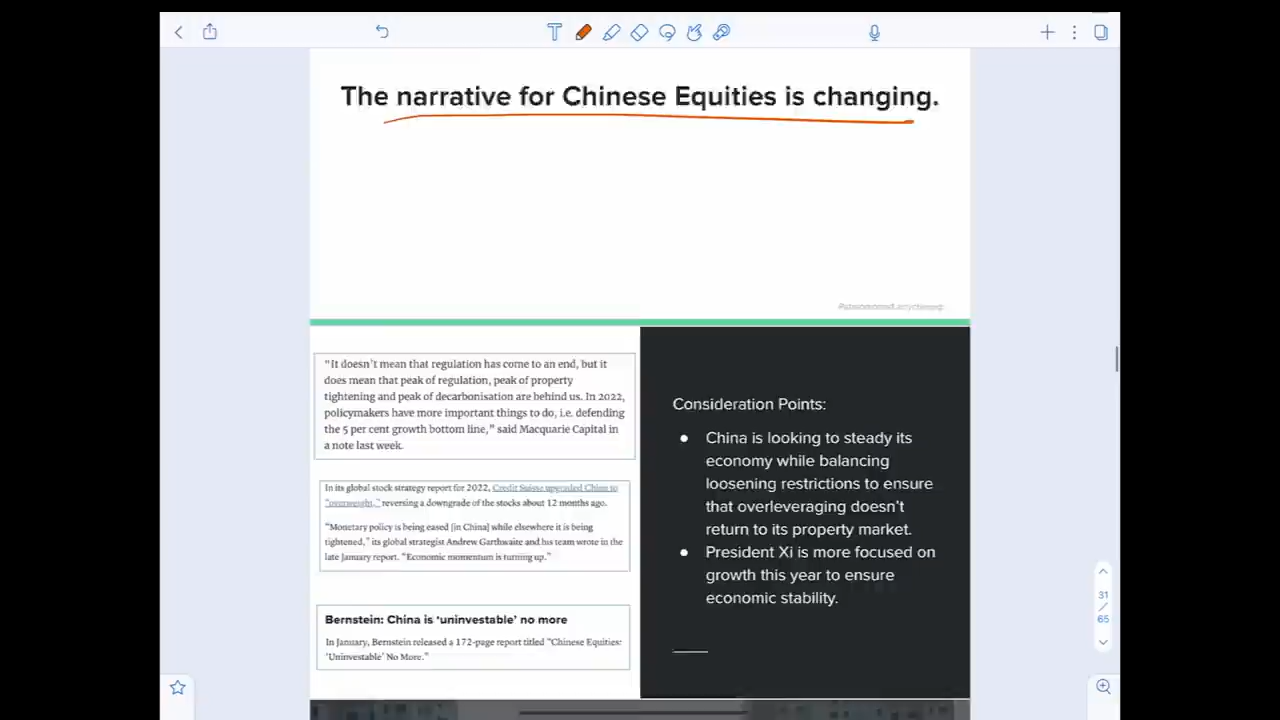 The narrative for Chinese Equities is changing.
"It doesn't mean that regulation has come to an end, but it
does mean that peak of regulation, peak of property
tightening and peak of decarbonisation are behind us. In 2022,
policymakers have more important things to do, i.e. defending
the 5 per cent growth bottom line," said Macquarie Capital in
a note last week.
In its global stock strategy report for 2022, Credit Suisse upgraded China to
"overweight," reversing a downgrade of the stocks about 12 months ago.
"Monetary policy is being eased [in China] while elsewhere it is being
tightened," its global strategist Andrew Garthwaite and his team wrote in the
late January report. "Economic momentum is turning up."
Bernstein: China is 'uninvestable' no more
In January, Bernstein released a 172-page report titled "Chinese Equities:
'Uninvestable' No More."
Consideration Points:
● China is looking to steady its
economy while balancing
loosening restrictions to ensure
that overleveraging doesn't
return to its property market.
● President Xi is more focused on
growth this year to ensure
economic stability.
31
/
65